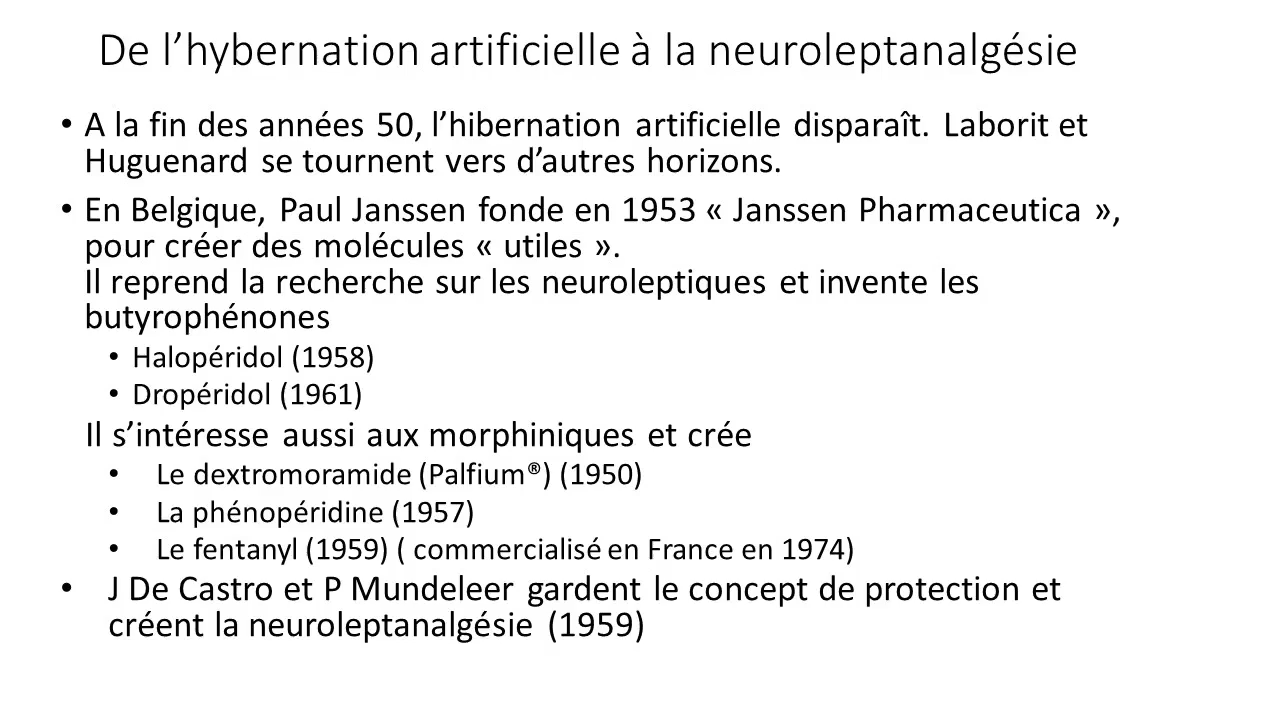 De l’hybernation artificielle à la neuroleptanalgésie
• A la fin des années 50, l’hibernation artificielle disparaît. Laborit et
Huguenard se tournent vers d’autres horizons.
• En Belgique, Paul Janssen fonde en 1953 « Janssen Pharmaceutica »,
pour créer des molécules « utiles ».
Il reprend la recherche sur les neuroleptiques et invente les
butyrophénones
• Halopéridol (1958)
• Dropéridol (1961)
Il s’intéresse aussi aux morphiniques et crée
• Le dextromoramide (Palfium®) (1950)
• La phénopéridine (1957)
• Le fentanyl (1959) ( commercialisé en France en 1974)
• J De Castro et P Mundeleer gardent le concept de protection et
créent la neuroleptanalgésie (1959)